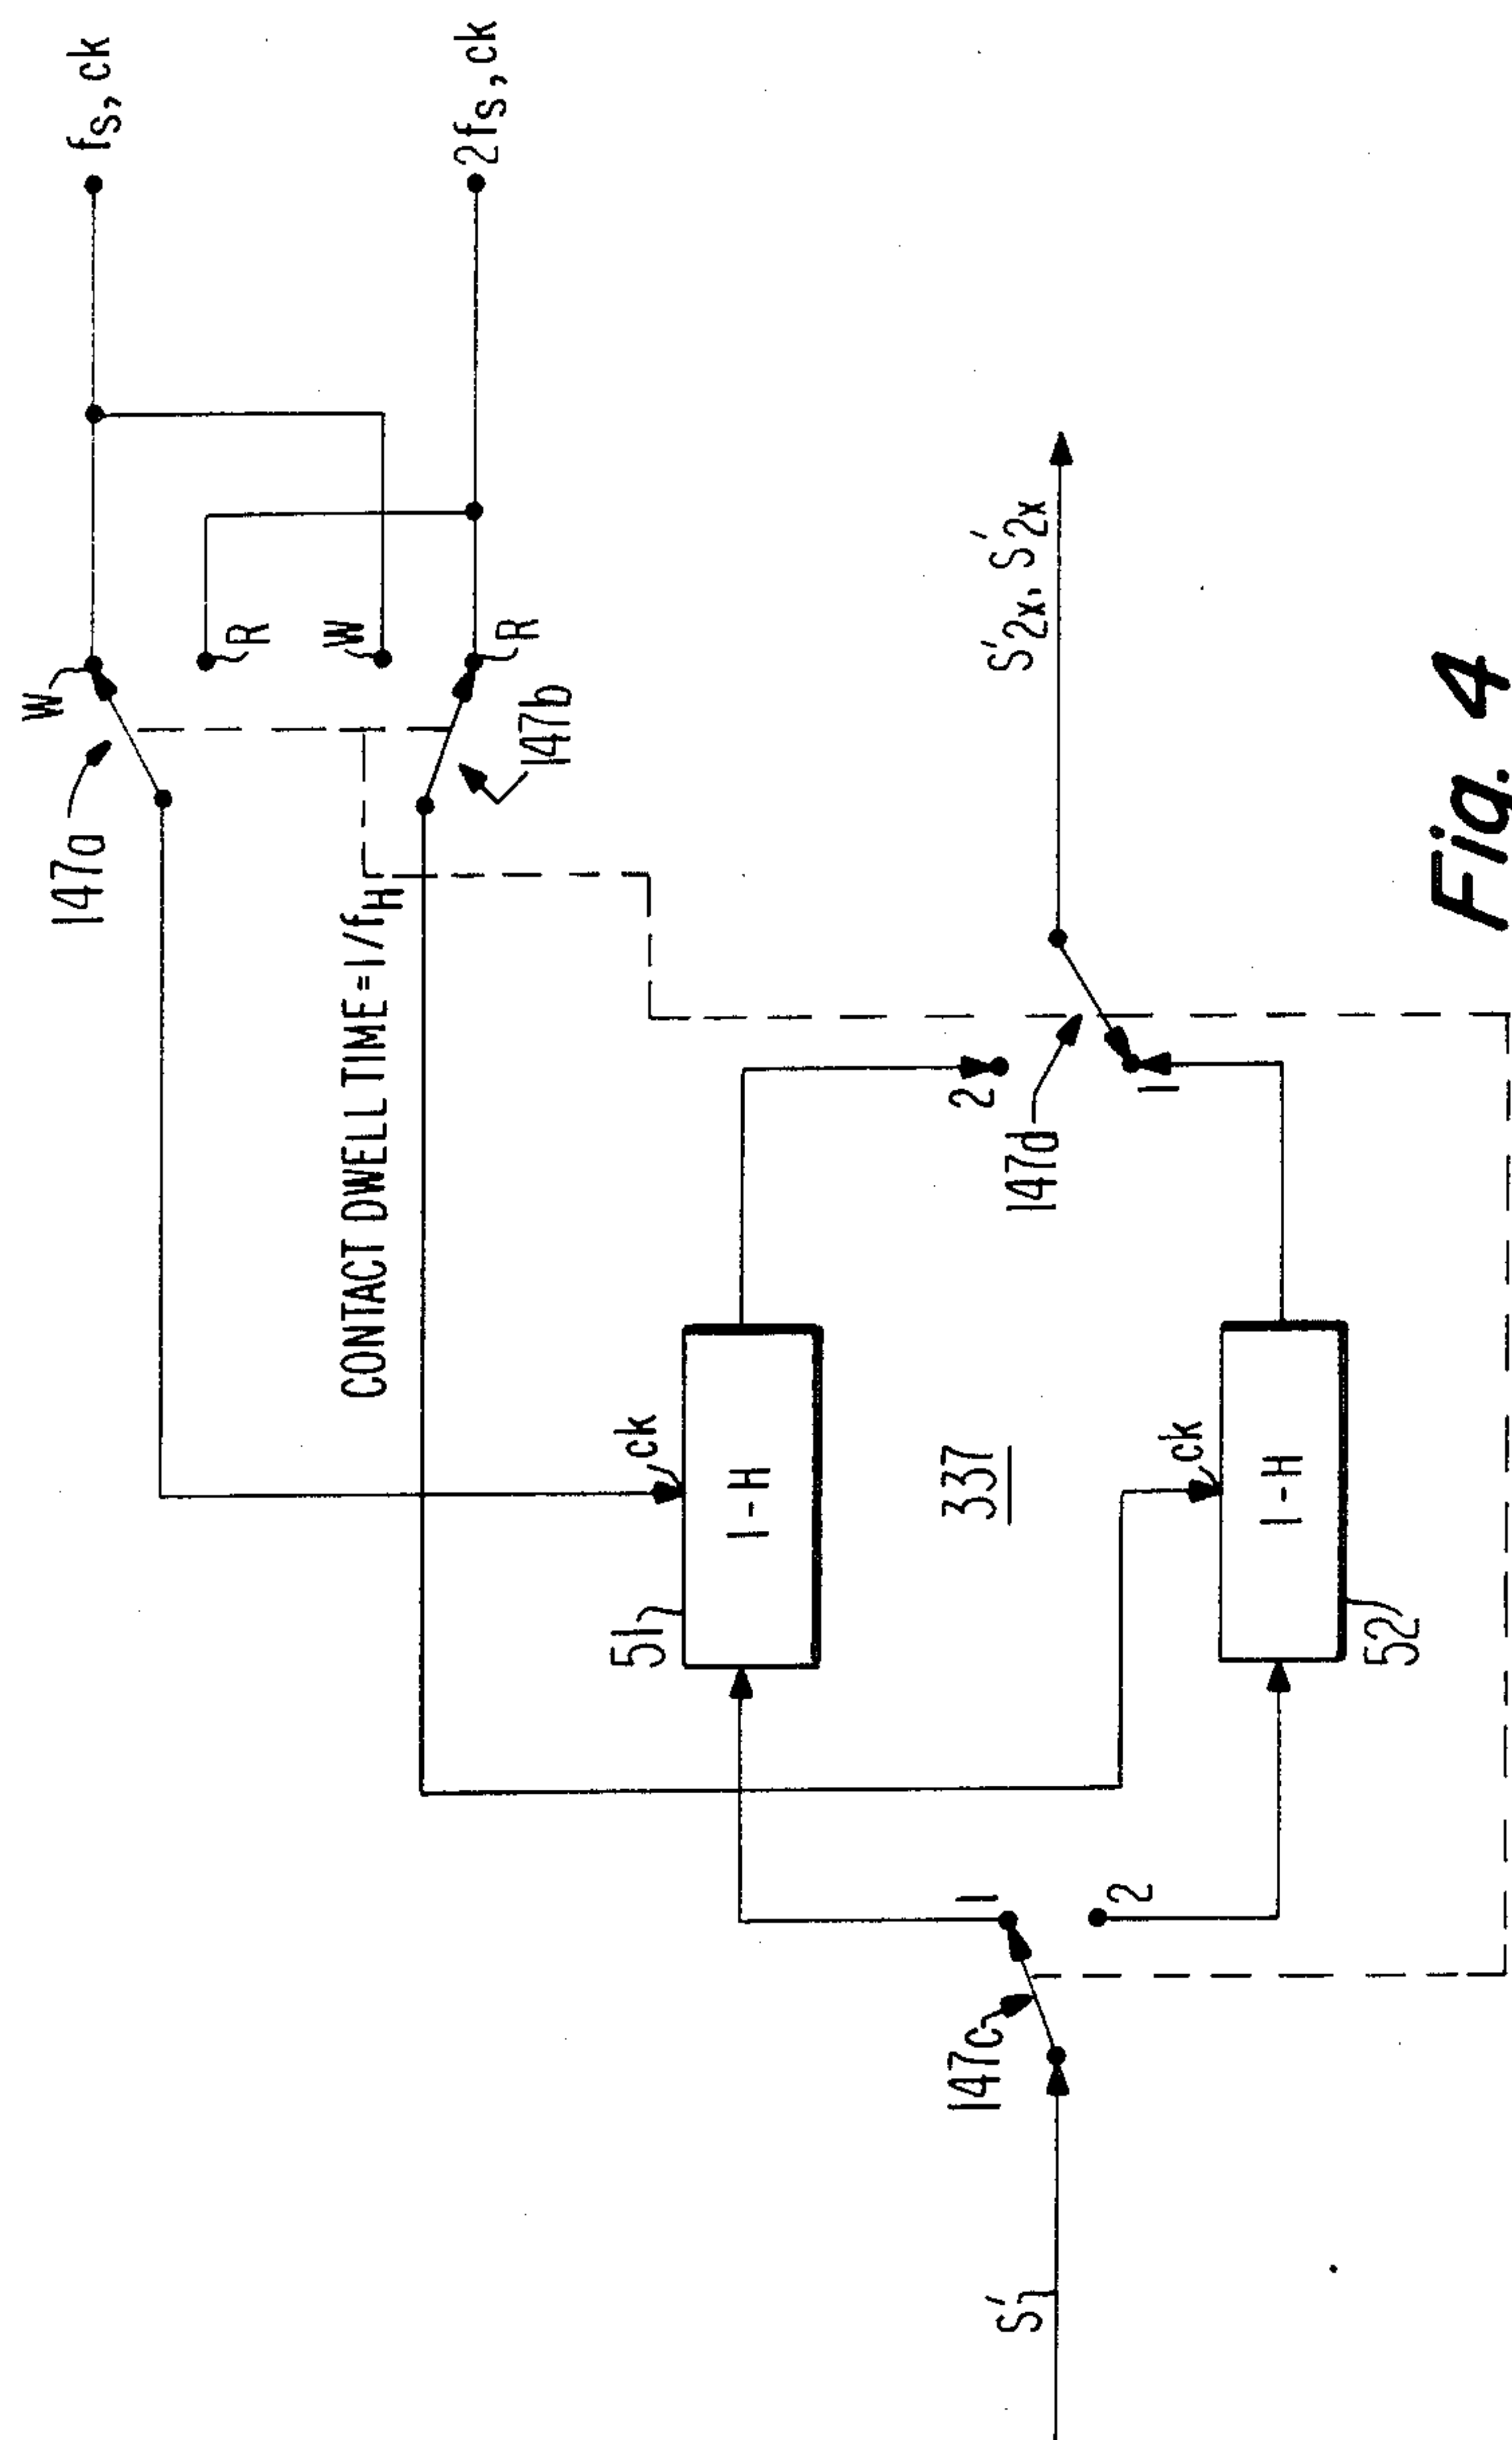 fs, ck
2fs, ck
W
R
W
R
147a
147b
CONTACT DWELL TIME = 1/fH
S'2x, S'2x
2
1
147d
ck
51
1-H
337
ck
1-H
52
1
2
147c
S'
Fig. 4